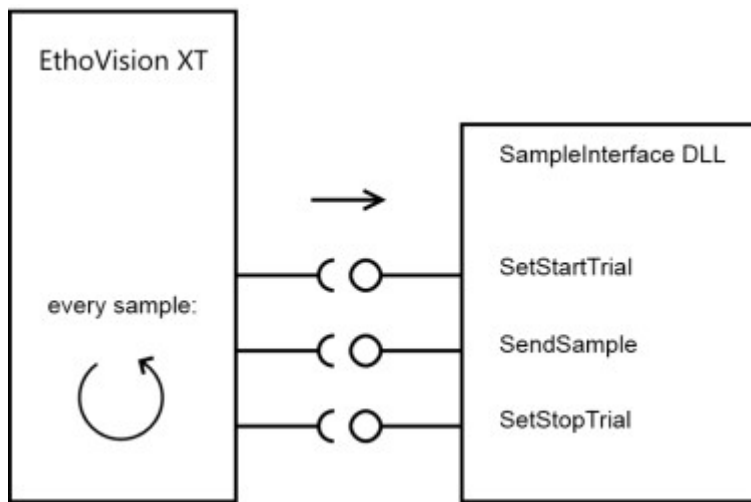 EthoVision XT
SampleInterface DLL
SetStartTrial
every sample:
SendSample
SetStopTrial